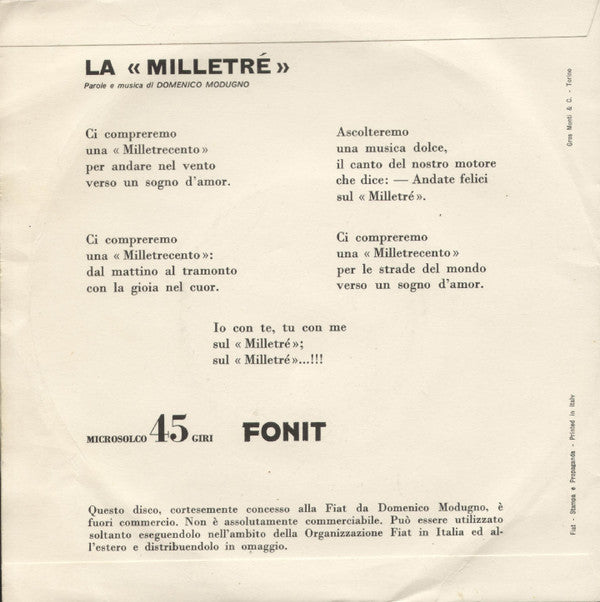 LA « MILLETRÉ »
Parole e musica di DOMENICO MODUGNO
Ci compreremo
una « Milletrecento »
per andare nel vento
verso un sogno d'amor.
Ascolteremo
una musica dolce,
il canto del nostro motore
che dice: — Andate felici
sul « Milletré ».
Ci compreremo
una « Milletrecento »:
dal mattino al tramonto
con la gioia nel cuor.
Ci compreremo
una « Milletrecento »
per le strade del mondo
verso un sogno d'amor.
Io con te, tu con me
sul « Milletré »;
sul « Milletré »...!!!
MICROSOLCO 45 GIRI FONIT
Questo disco, cortesemente concesso alla Fiat da Domenico Modugno, è
fuori commercio. Non è assolutamente commerciabile. Può essere utilizzato
soltanto eseguendolo nell'ambito della Organizzazione Fiat in Italia ed al-
l'estero e distribuendolo in omaggio.
Gros Monti & C. - Torino
Fiat - Stampa e Propaganda - Printed in Italy